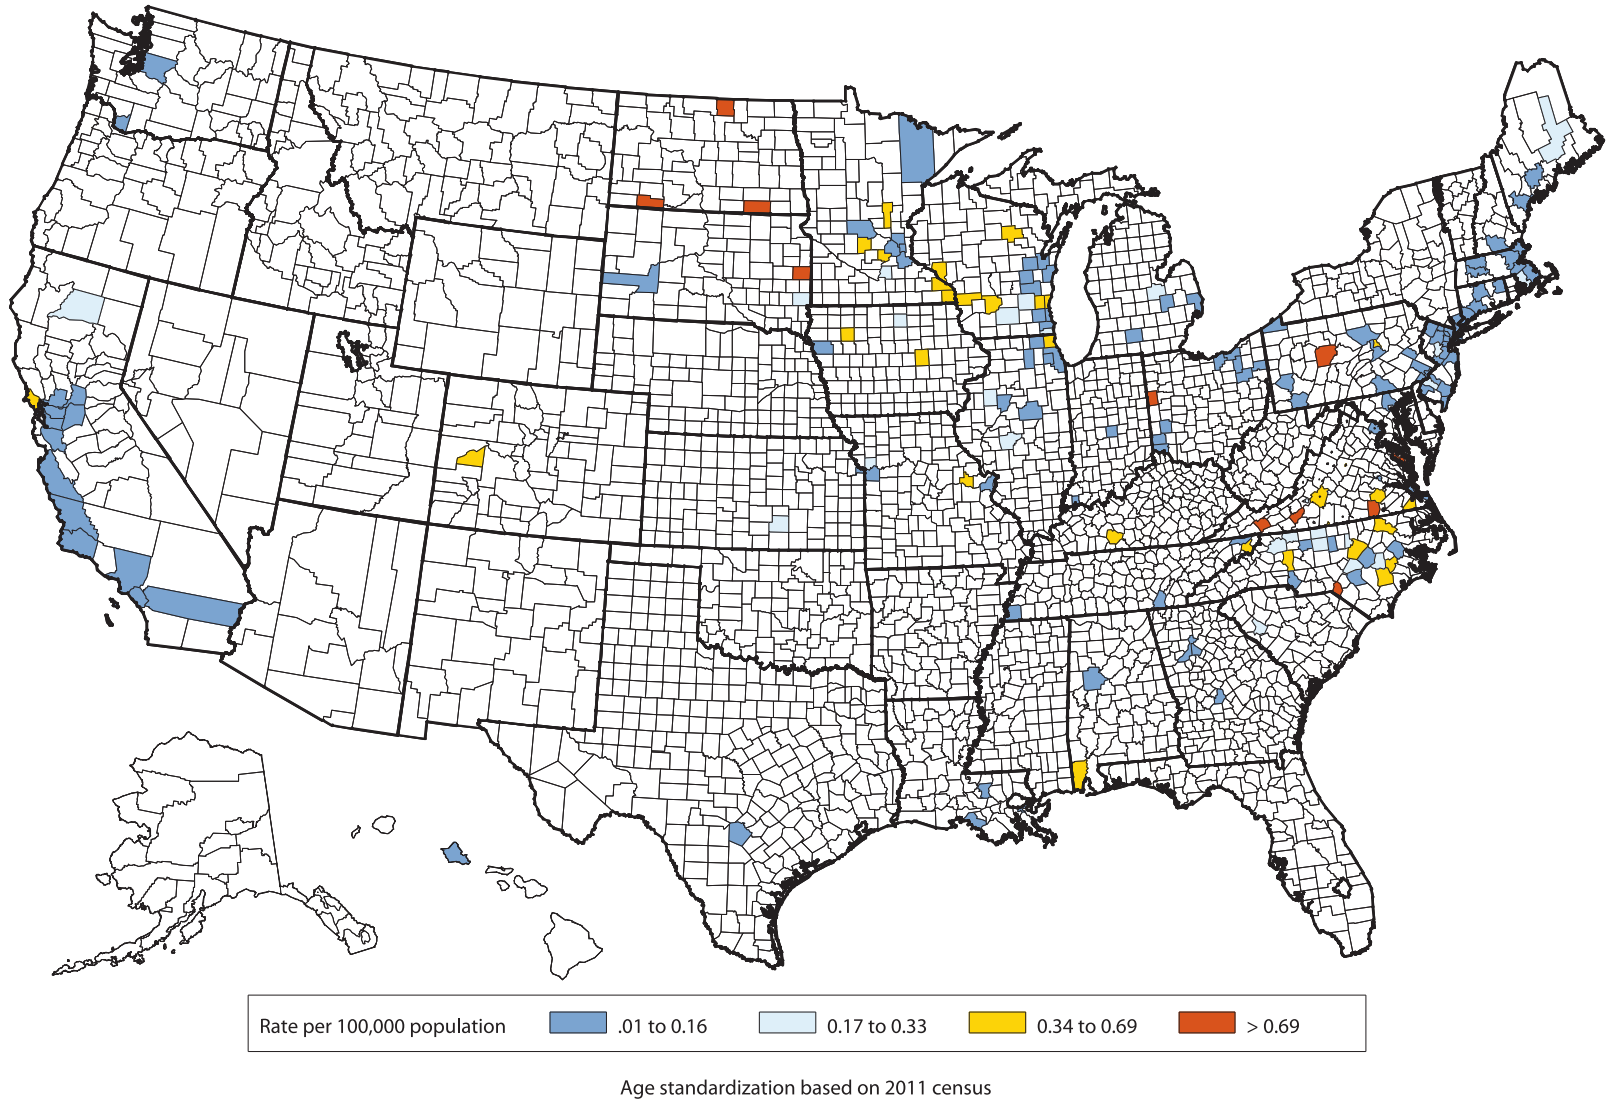 Rate per 100,000 population .01 to 0.16 0.17 to 0.33 0.34 to 0.69 > 0.69
Age standardization based on 2011 census